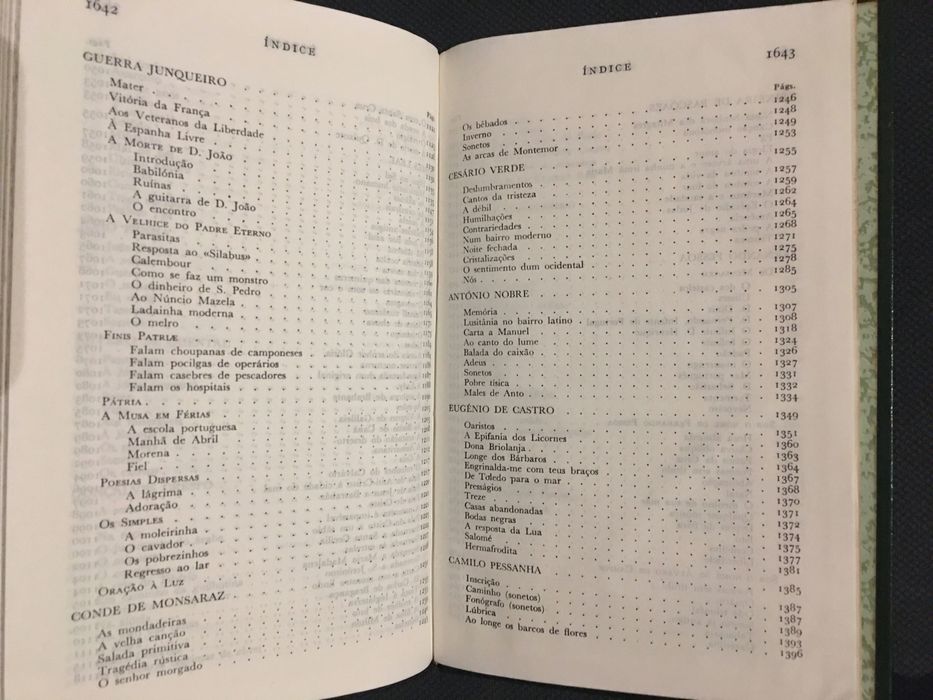 1642
ÍNDICE
GUERRA JUNQUEIRO
Mater
Vitória da França
Aos Veteranos da Liberdade
À Espanha Livre
A Morte de D. João
Introdução
Babilónia
Ruínas
A guitarra de D. João
O encontro
A Velhice do Padre Eterno
Parasitas
Resposta ao «Silabus»
Calembour
Como se faz um monstro
O dinheiro de S. Pedro
Ao Núncio Mazela
Ladainha moderna
O melro
Finis Patriæ
Falam choupanas de camponeses
Falam pocilgas de operários
Falam casebres de pescadores
Falam os hospitais
Pátria
A Musa em Férias
A escola portuguesa
Manhã de Abril
Morena
Fiel
Poesias Dispersas
A lágrima
Adoração
Os Simples
A moleirinha
O cavador
Os pobrezinhos
Regresso ao lar
Oração à Luz
CONDE DE MONSARAZ
As mondadeiras
A velha canção
Salada primitiva
Tragédia rústica
O senhor morgado
ÍNDICE
1643
Págs.
Os bêbados 1246
Inverno 1248
Sonetos 1249
As arcas de Montemor 1253
CESÁRIO VERDE 1255
Deslumbramentos 1257
Cantos da tristeza 1259
A débil 1262
Humilhações 1264
Contrariedades 1265
Num bairro moderno 1268
Noite fechada 1271
Cristalizações 1275
O sentimento dum ocidental 1278
Nós 1285
ANTÓNIO NOBRE 1305
Memória 1307
Lusitânia no bairro latino 1308
Carta a Manuel 1318
Ao canto do lume 1324
Balada do caixão 1326
Adeus 1327
Sonetos 1331
Pobre tísica 1332
Males de Anto 1334
EUGÉNIO DE CASTRO 1349
Oaristos 1351
A Epifania dos Licornes 1360
Dona Briolanja 1363
Longe dos Bárbaros 1364
Engrinalda-me com teus braços 1367
De Toledo para o mar 1368
Presságios 1370
Treze 1371
Casas abandonadas 1372
Bodas negras 1374
A resposta da Lua 1375
Salomé 1377
Hermafrodita 1381
CAMILO PESSANHA 1385
Inscrição 1387
Caminho (sonetos) 1387
Fonógrafo (sonetos) 1389
Lúbrica 1393
Ao longe os barcos de flores 1396